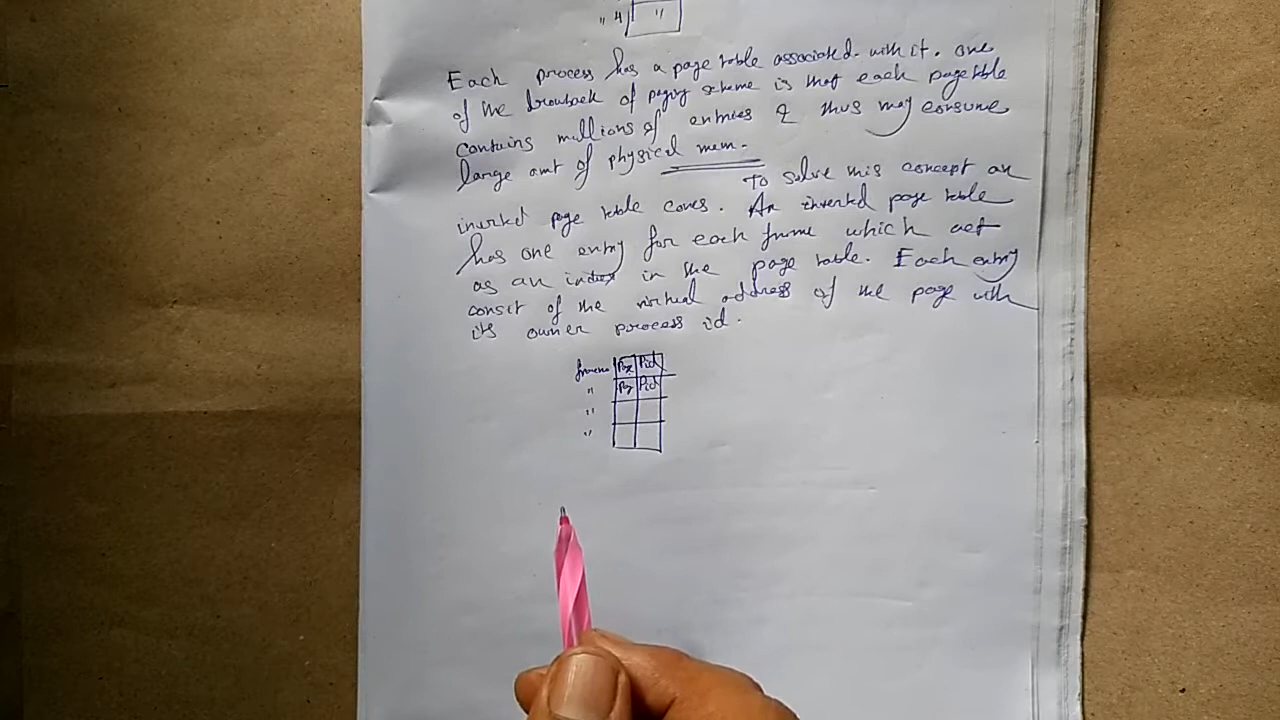 " 4 "
Each process has a page table associated with it. one
of the drawback of paging scheme is that each page table
contains millions of entries & thus may consume
large amt of physical mem.
To solve this concept an
inverted page table comes. An inverted page table
has one entry for each frame which act
as an index in the page table. Each entry
consist of the virtual address of the page with
its owner process id.
Pid
" Pid
"
"